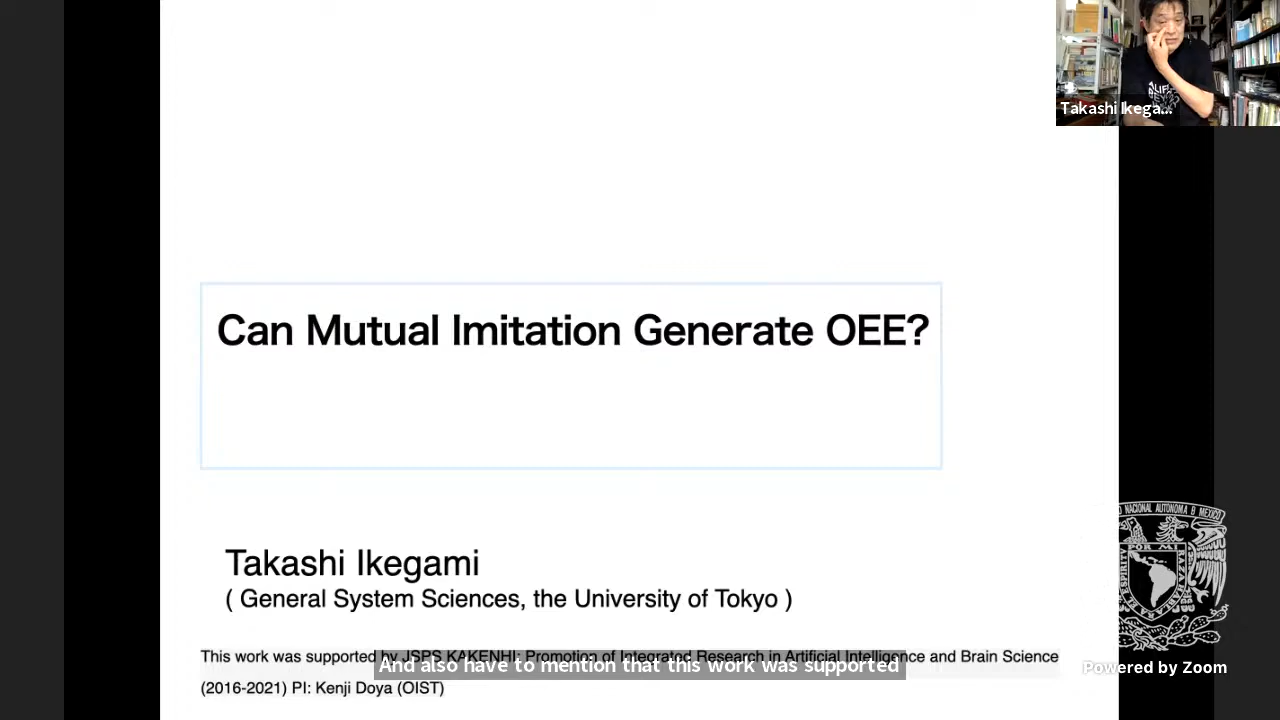 Takashi Ikega...
Can Mutual Imitation Generate OEE?
Takashi Ikegami
( General System Sciences, the University of Tokyo )
This work was supported by JSPS KAKENHI: Promotion of Integrated Research in Artificial Intelligence and Brain Science
And also have to mention that this work was supported
(2016-2021) PI: Kenji Doya (OIST)
Powered by Zoom